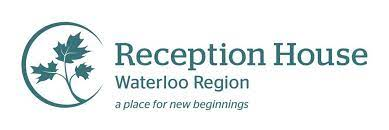 Reception House
Waterloo Region
a place for new beginnings